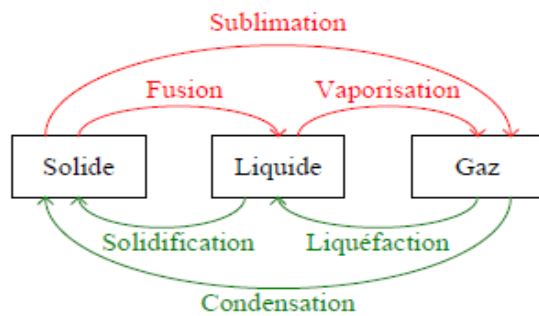 Sublimation
Fusion Vaporisation
Solide Liquide Gaz
Solidification Liquéfaction
Condensation